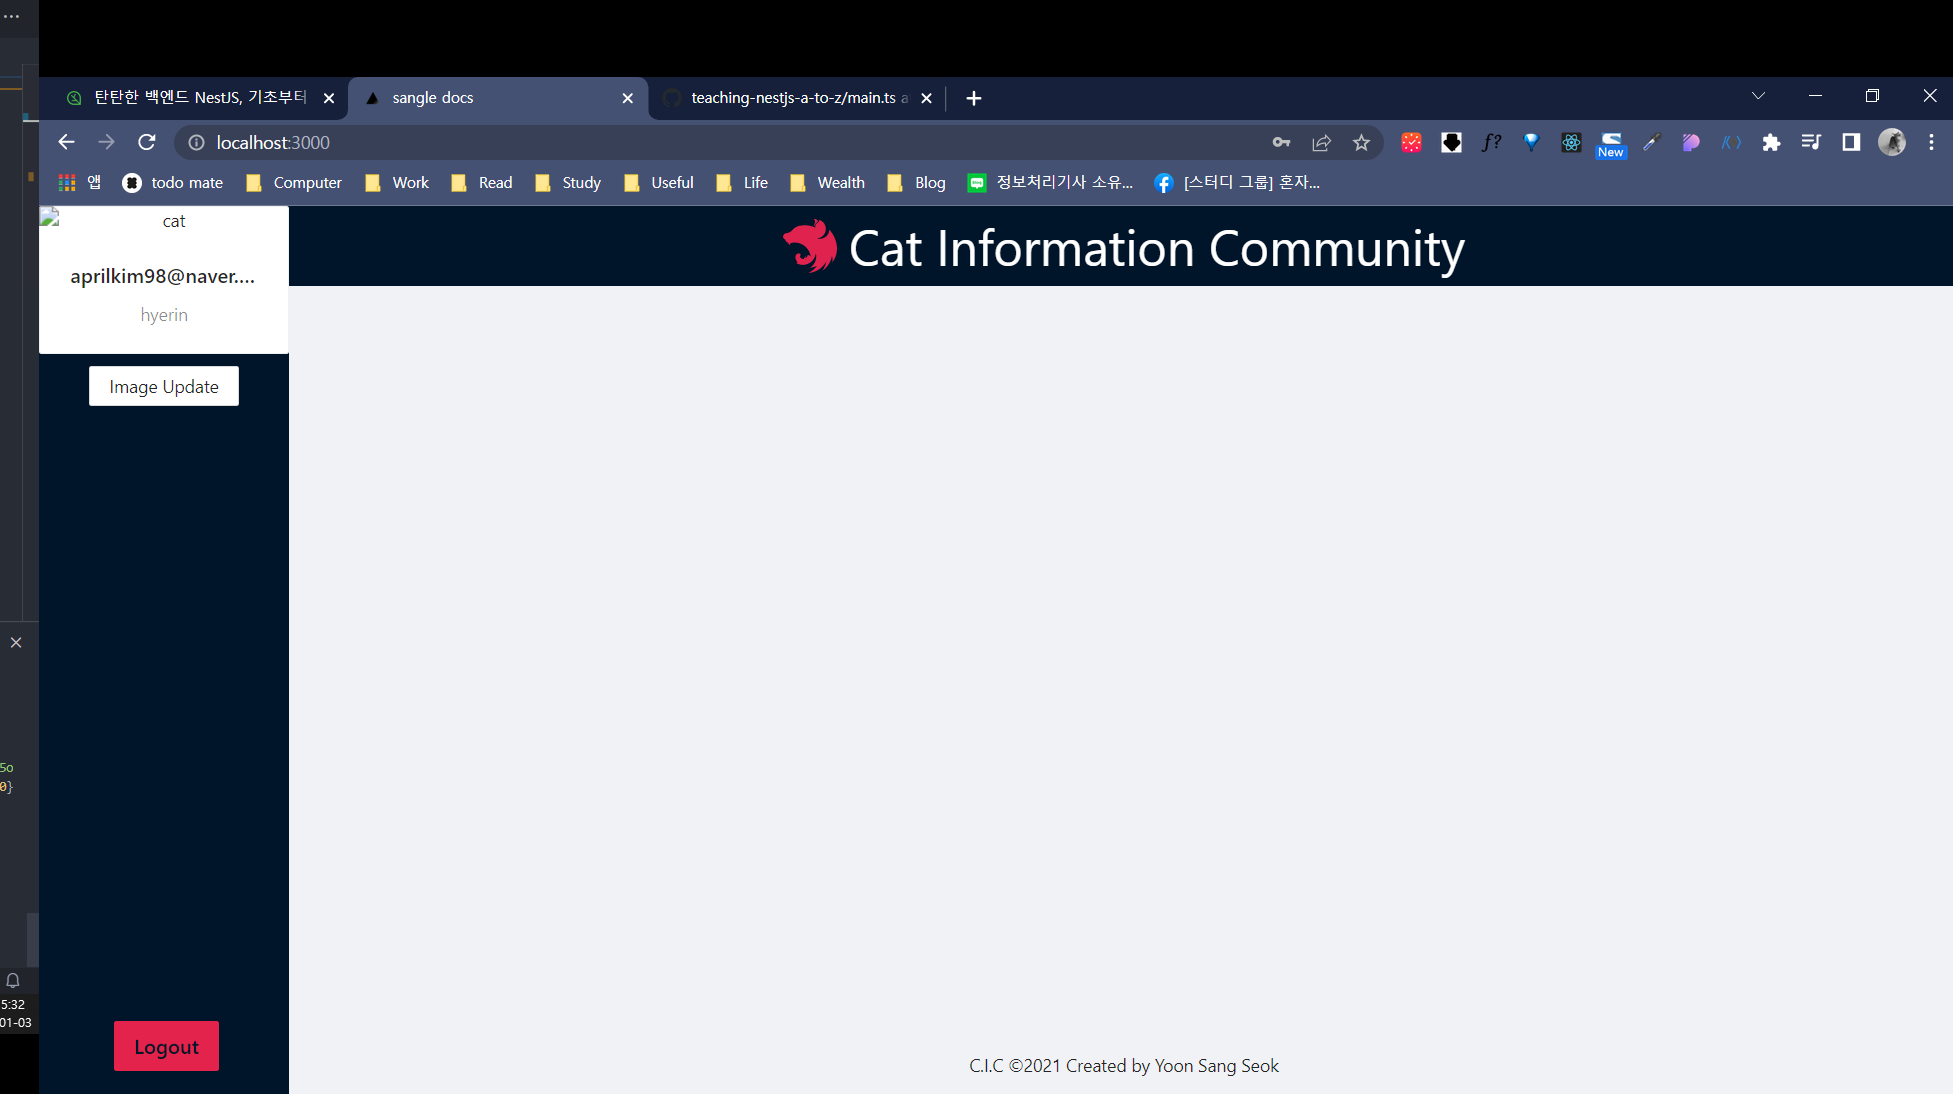 탄탄한 백엔드 NestJS, 기초부터
sangle docs
teaching-nestjs-a-to-z/main.ts a
localhost:3000
New
앱
todo mate
Computer
Work
Read
Study
Useful
Life
Wealth
Blog
정보처리기사 소유...
[스터디 그룹] 혼자...
cat
aprilkim98@naver....
hyerin
Image Update
Cat Information Community
5o
0}
5:32
01-03
Logout
C.I.C ©2021 Created by Yoon Sang Seok